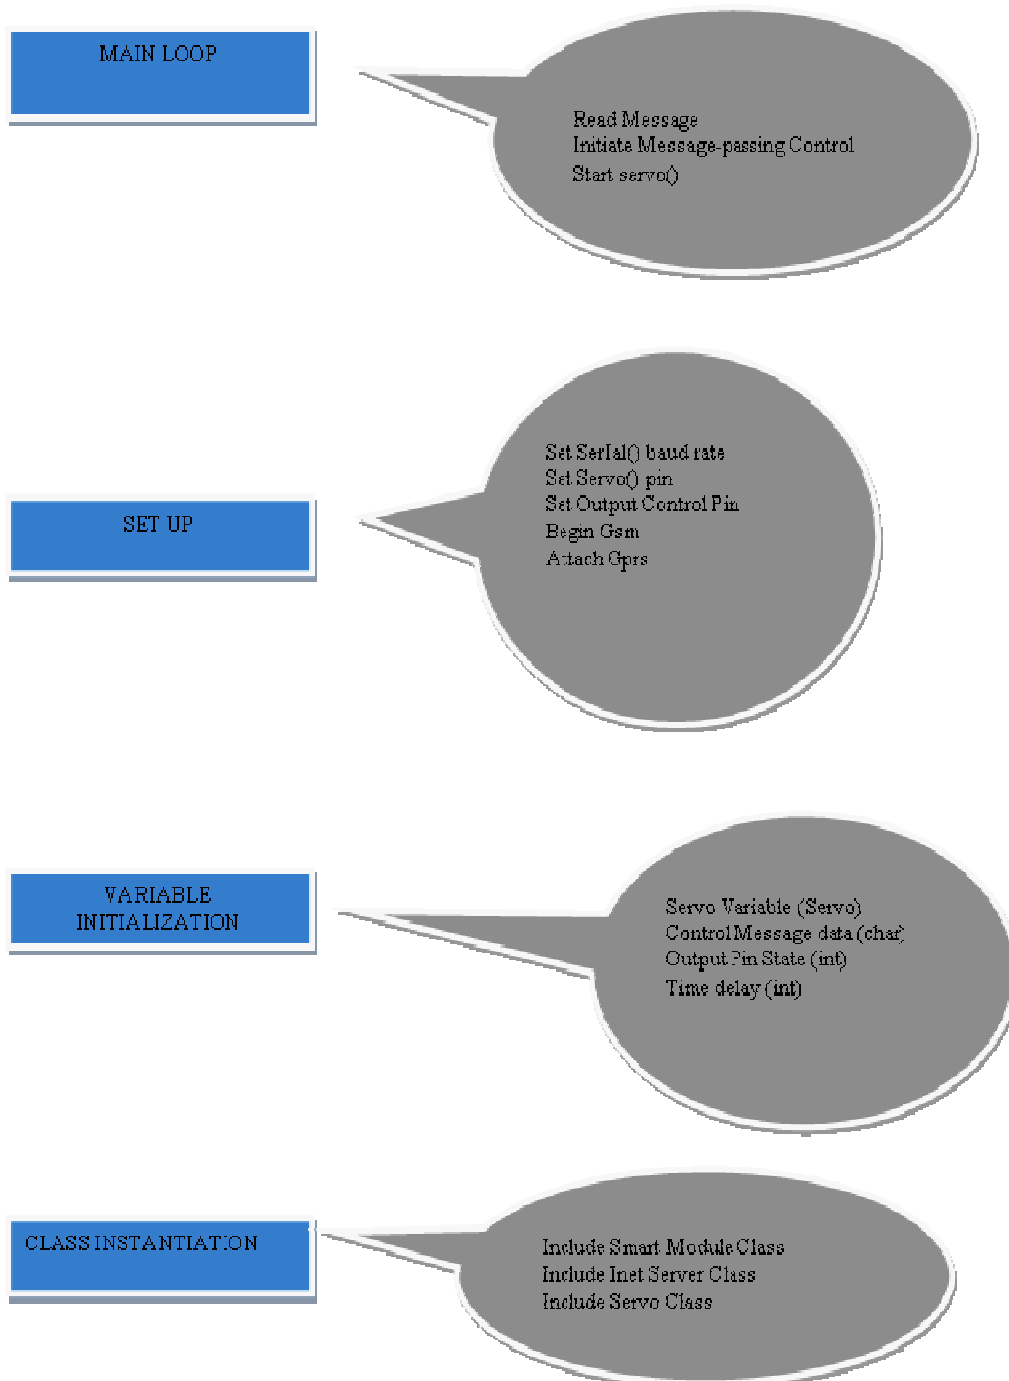 MAIN LOOP
Read Message
Initiate Message-passing Control
Start servo()
SET UP
Set Serial() baud rate
Set Servo() pin
Set Output Control Pin
Begin Gsm
Attach Gprs
VARIABLE
INITIALIZATION
Servo Variable (Servo)
Control Message data (char)
Output Pin State (int)
Time delay (int)
CLASS INSTANTIATION
Include Smart Module Class
Include Inet Server Class
Include Servo Class